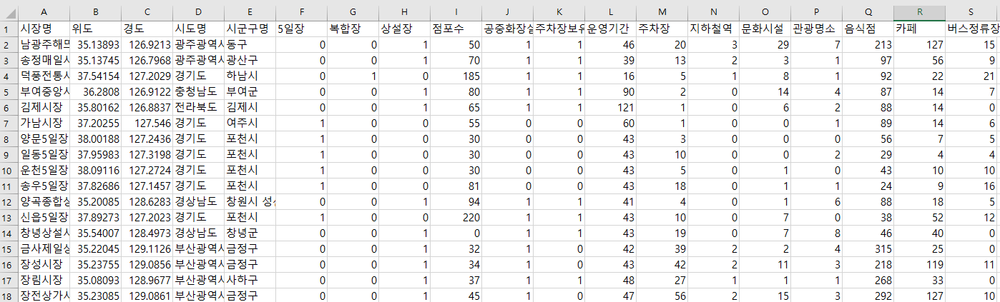 A B C D E F G H I J K L M N O P Q R S
1 시장명 위도 경도 시도명 시군구명 5일장 복합장 상설장 점포수 공중화장실 주차장보유 운영기간 주차장 지하철역 문화시설 관광명소 음식점 카페 버스정류장
2 남광주해뜨 35.13893 126.9213 광주광역시 동구 0 0 1 50 1 1 46 20 3 29 7 213 127 15
3 송정매일시 35.13745 126.7968 광주광역시 광산구 0 0 1 70 1 1 39 13 2 3 1 97 56 9
4 덕풍전통시 37.54154 127.2029 경기도 하남시 0 1 0 185 1 1 16 5 1 8 1 92 22 21
5 부여중앙시 36.2808 126.9122 충청남도 부여군 0 0 1 80 1 1 90 2 0 14 4 87 14 7
6 김제시장 35.80162 126.8837 전라북도 김제시 0 0 1 65 1 1 121 1 0 6 2 88 14 0
7 가남시장 37.20255 127.546 경기도 여주시 1 0 0 55 0 0 60 1 0 0 1 89 14 6
8 양문5일장 38.00188 127.2436 경기도 포천시 1 0 0 30 0 0 43 3 0 0 0 56 7 5
9 일동5일장 37.95983 127.3198 경기도 포천시 1 0 0 30 0 0 43 10 0 0 2 29 4 4
10 운천5일장 38.09116 127.2724 경기도 포천시 1 0 0 30 0 0 43 5 0 1 0 43 10 10
11 송우5일장 37.82686 127.1457 경기도 포천시 1 0 0 81 0 0 43 18 0 1 1 24 9 16
12 양곡종합상 35.20085 128.6283 경상남도 창원시 성산 0 0 1 94 1 1 41 4 0 1 6 88 18 5
13 신읍5일장 37.89273 127.2023 경기도 포천시 1 0 0 220 1 1 43 10 0 7 0 38 52 12
14 창녕상설시 35.54007 128.4973 경상남도 창녕군 0 0 1 0 1 1 43 19 0 7 8 46 40 0
15 금사제일상 35.22045 129.1126 부산광역시 금정구 0 0 1 32 1 0 42 39 2 2 4 315 25 0
16 장성시장 35.23755 129.0856 부산광역시 금정구 0 0 1 34 1 0 43 42 2 11 3 218 119 11
17 장림시장 35.08093 128.9677 부산광역시 사하구 0 0 1 37 1 1 48 27 1 1 1 268 33 0
18 장전상가시 35.23085 129.0861 부산광역시 금정구 0 0 1 45 1 0 47 56 2 15 3 292 127 10